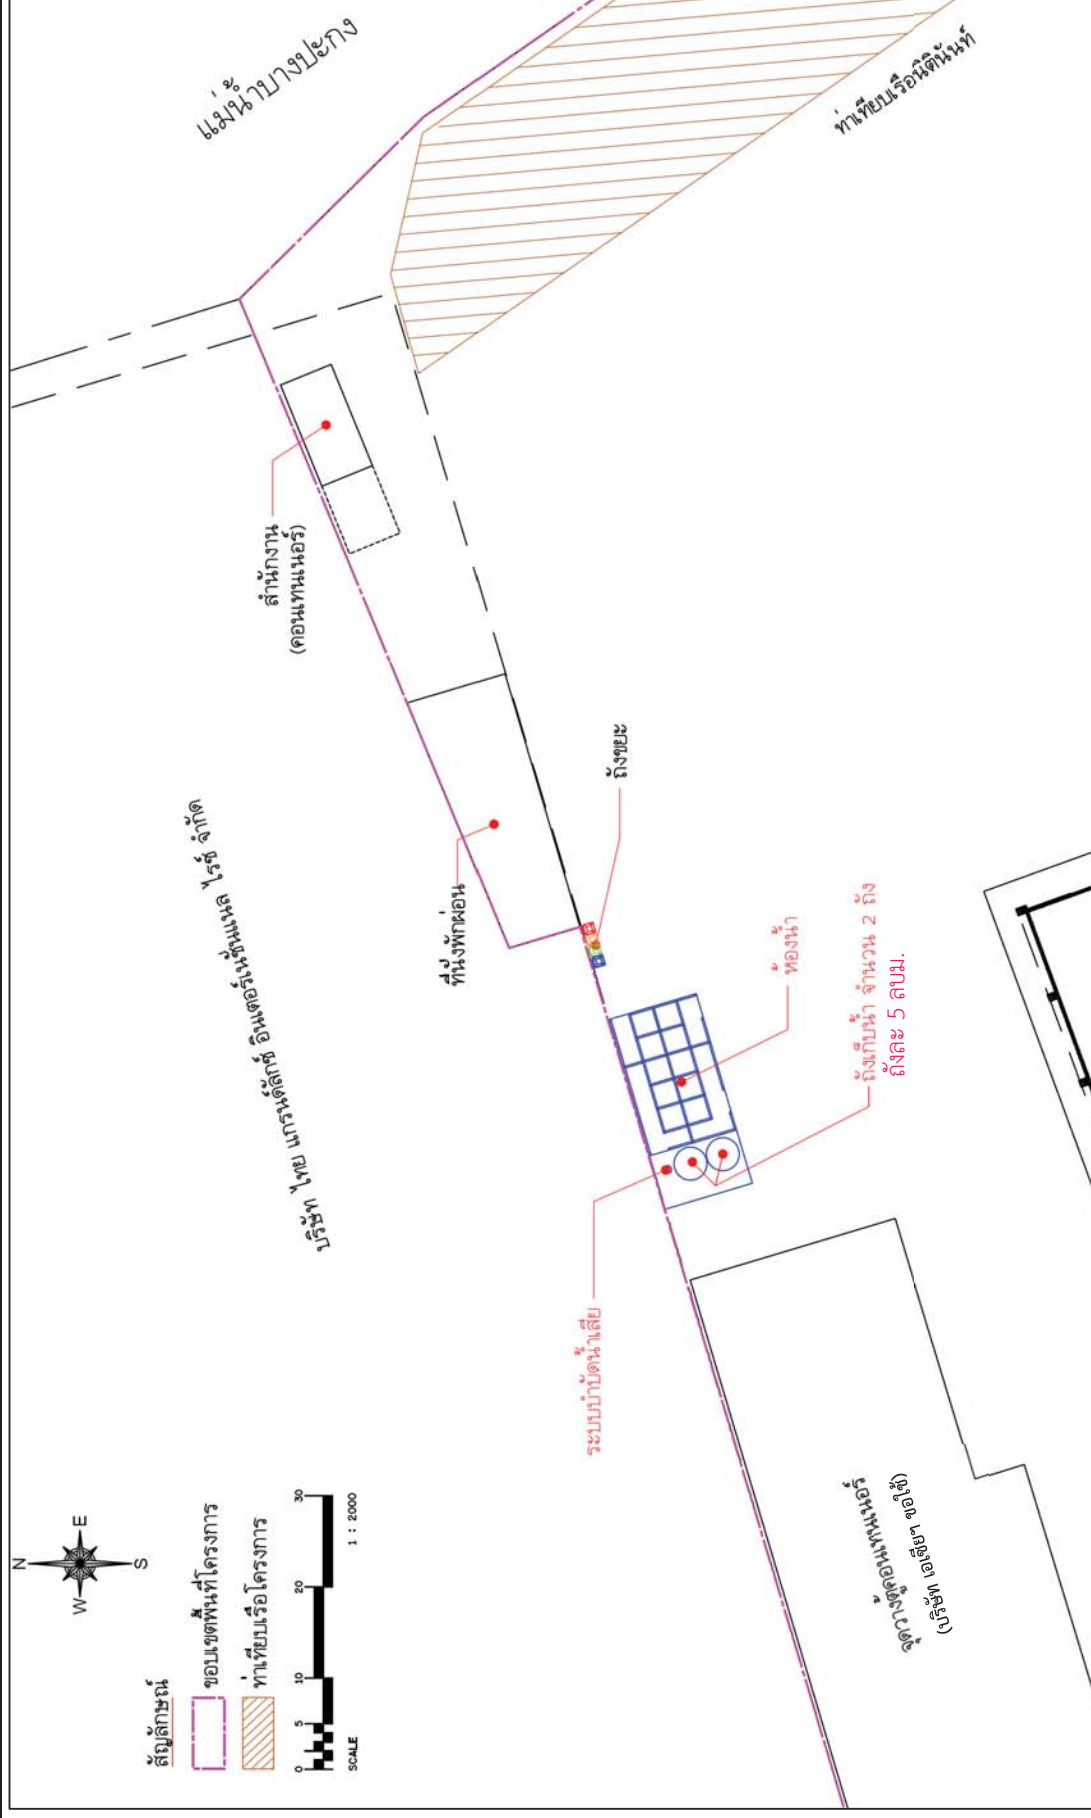 แม่น้ำบางปะกง
ท่าเทียบเรือนิตินันท์
สำนักงาน
(คอนเทนเนอร์)
บริษัท ไทย แกรนด์ลักซ์ อินเตอร์เนชั่นแนล ไรซ์ จำกัด
ที่นั่งพักผ่อน
ถังขยะ
ห้องน้ำ
ถังเก็บน้ำ จำนวน 2 ถัง
ถังละ 5 ลบม.
ระบบบำบัดน้ำเสีย
จุดวางตู้คอนเทนเนอร์
(บริษัท เอเซียฯ ขอใช้)
N
W
E
S
สัญลักษณ์
ขอบเขตพื้นที่โครงการ
ท่าเทียบเรือโครงการ
0 5 10 20 30
SCALE 1 : 2000